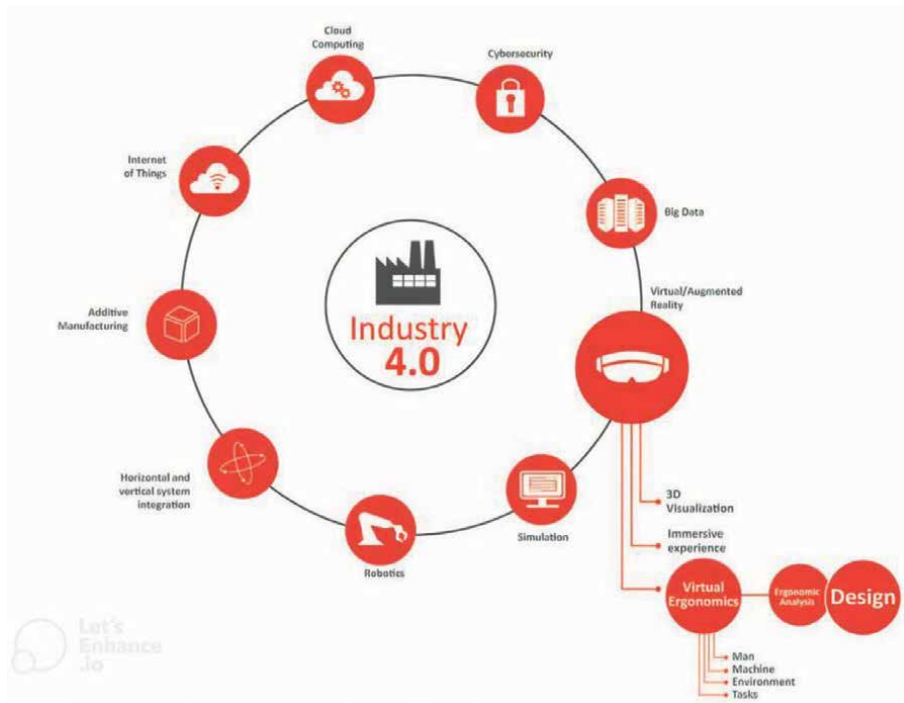 Cloud
Computing
Cybersecurity
Internet
of Things
Big Data
Virtual/Augmented
Reality
Additive
Manufacturing
Industry
4.0
Horizontal and
vertical system
integration
Robotics
Simulation
3D
Visualization
Immersive
experience
Virtual
Ergonomics
Ergonomic
Analysis
Design
Man
Machine
Environment
Tasks
Let's
Enhance
.io